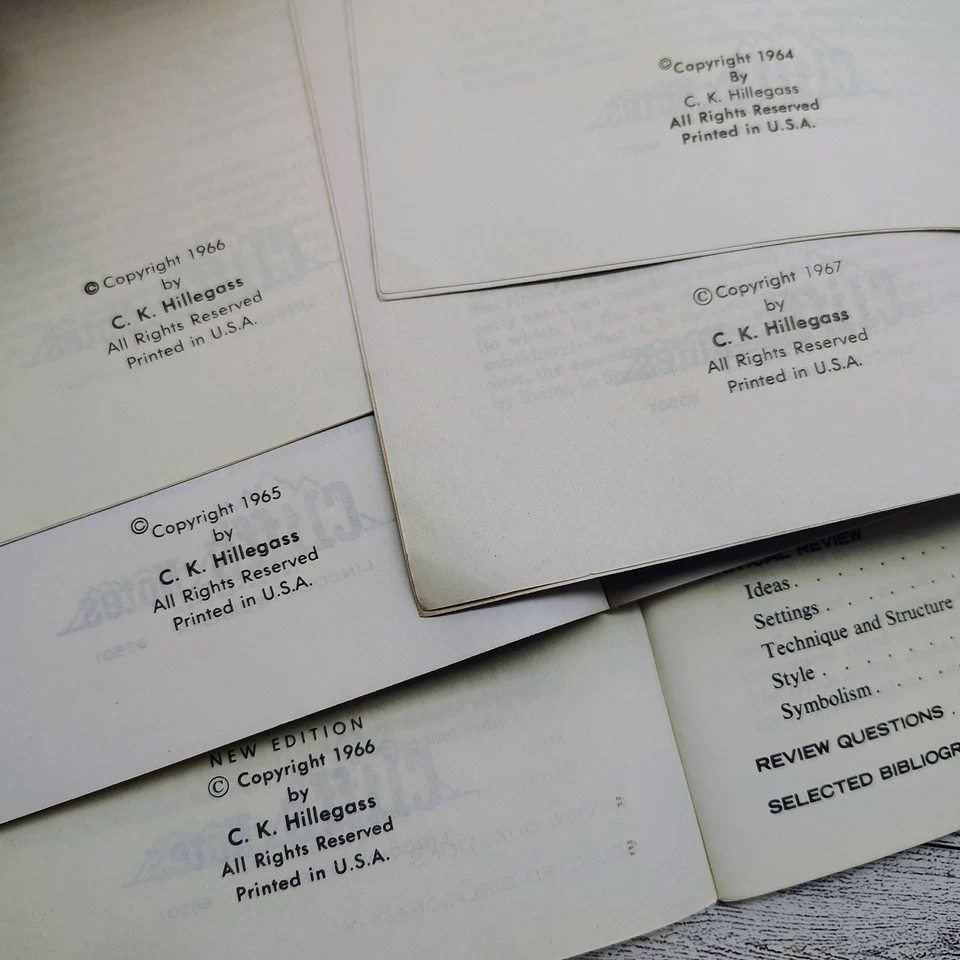 ©Copyright 1964
By
C. K. Hillegass
All Rights Reserved
Printed in U.S.A.
© Copyright 1966
by
C. K. Hillegass
All Rights Reserved
Printed in U.S.A.
© Copyright 1967
by
C. K. Hillegass
All Rights Reserved
Printed in U.S.A.
© Copyright 1965
by
C. K. Hillegass
All Rights Reserved
Printed in U.S.A.
NEW EDITION
© Copyright 1966
by
C. K. Hillegass
All Rights Reserved
Printed in U.S.A.
REVIEW
Ideas . . . . . .
Settings . . . . . .
Technique and Structure
Style . . . . .
Symbolism . . . .
REVIEW QUESTIONS .
SELECTED